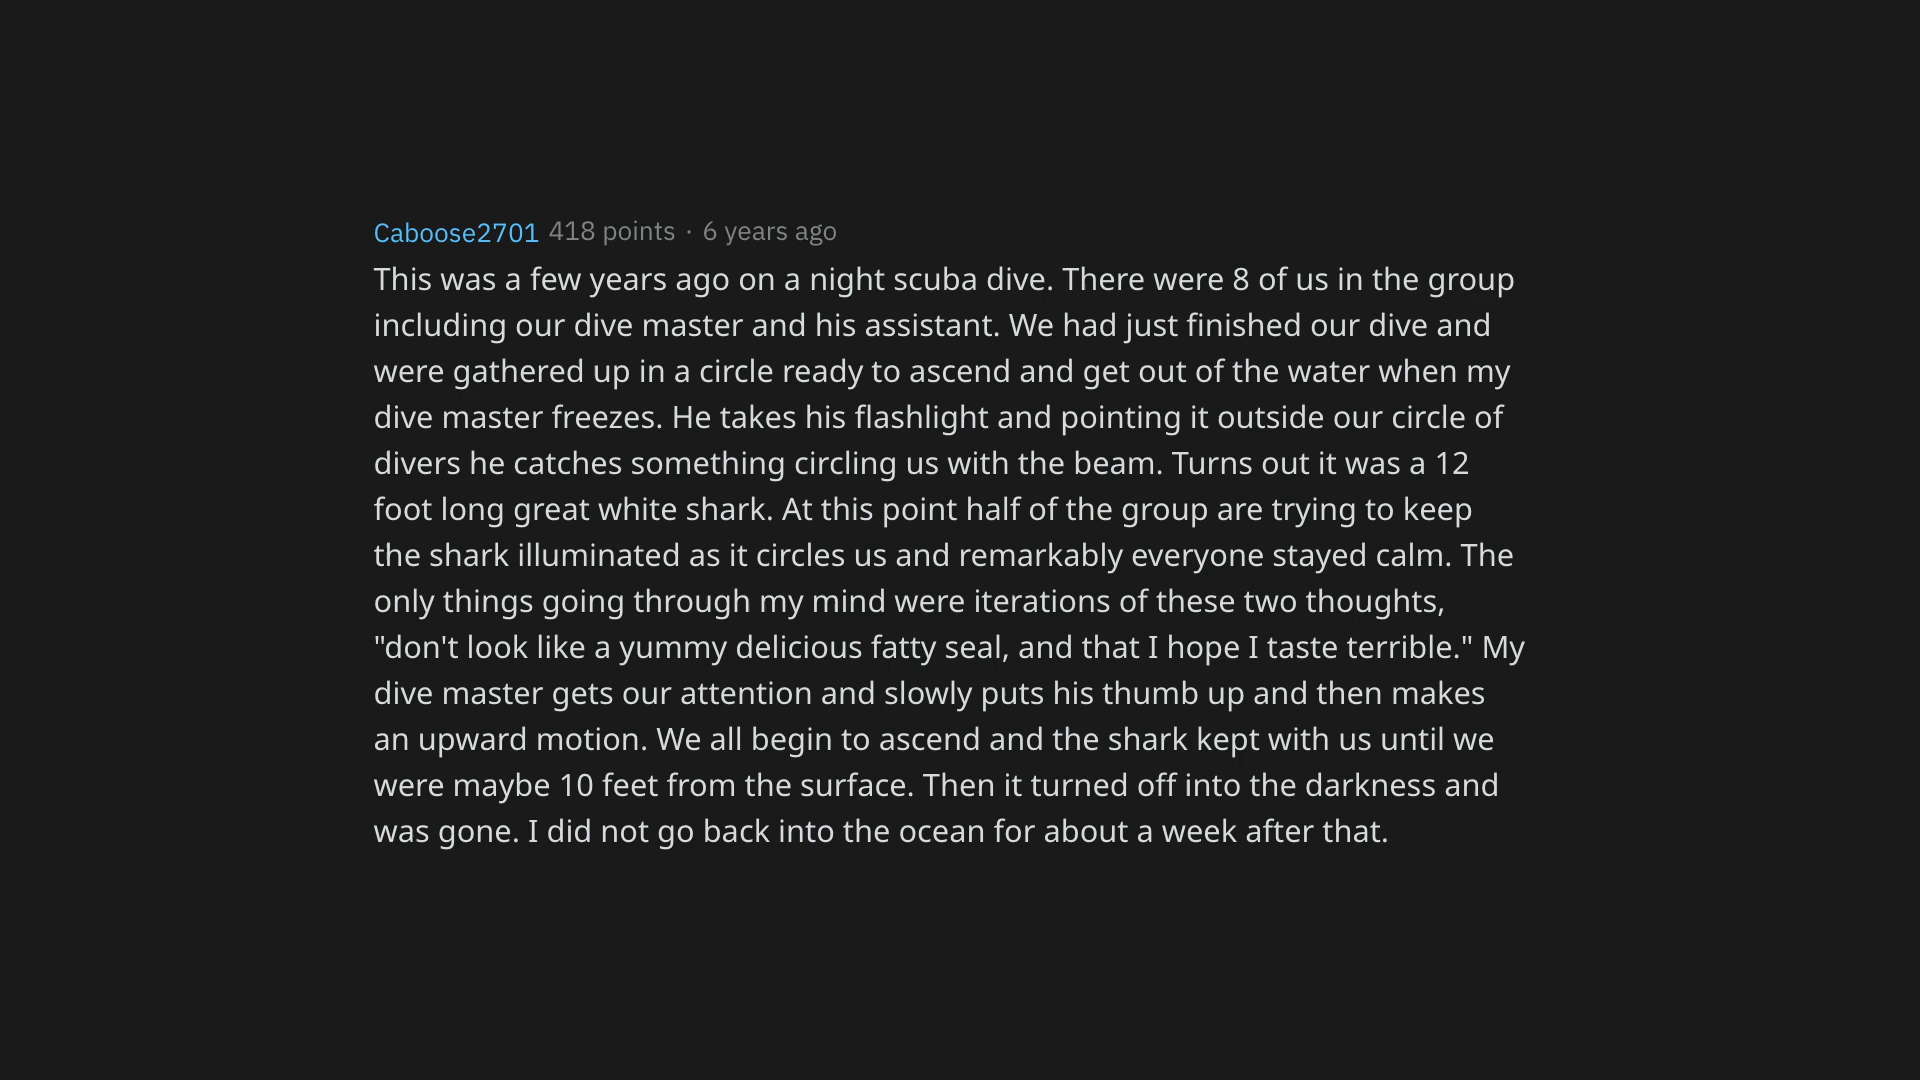 Caboose2701 418 points · 6 years ago
This was a few years ago on a night scuba dive. There were 8 of us in the group
including our dive master and his assistant. We had just finished our dive and
were gathered up in a circle ready to ascend and get out of the water when my
dive master freezes. He takes his flashlight and pointing it outside our circle of
divers he catches something circling us with the beam. Turns out it was a 12
foot long great white shark. At this point half of the group are trying to keep
the shark illuminated as it circles us and remarkably everyone stayed calm. The
only things going through my mind were iterations of these two thoughts,
"don't look like a yummy delicious fatty seal, and that I hope I taste terrible." My
dive master gets our attention and slowly puts his thumb up and then makes
an upward motion. We all begin to ascend and the shark kept with us until we
were maybe 10 feet from the surface. Then it turned off into the darkness and
was gone. I did not go back into the ocean for about a week after that.